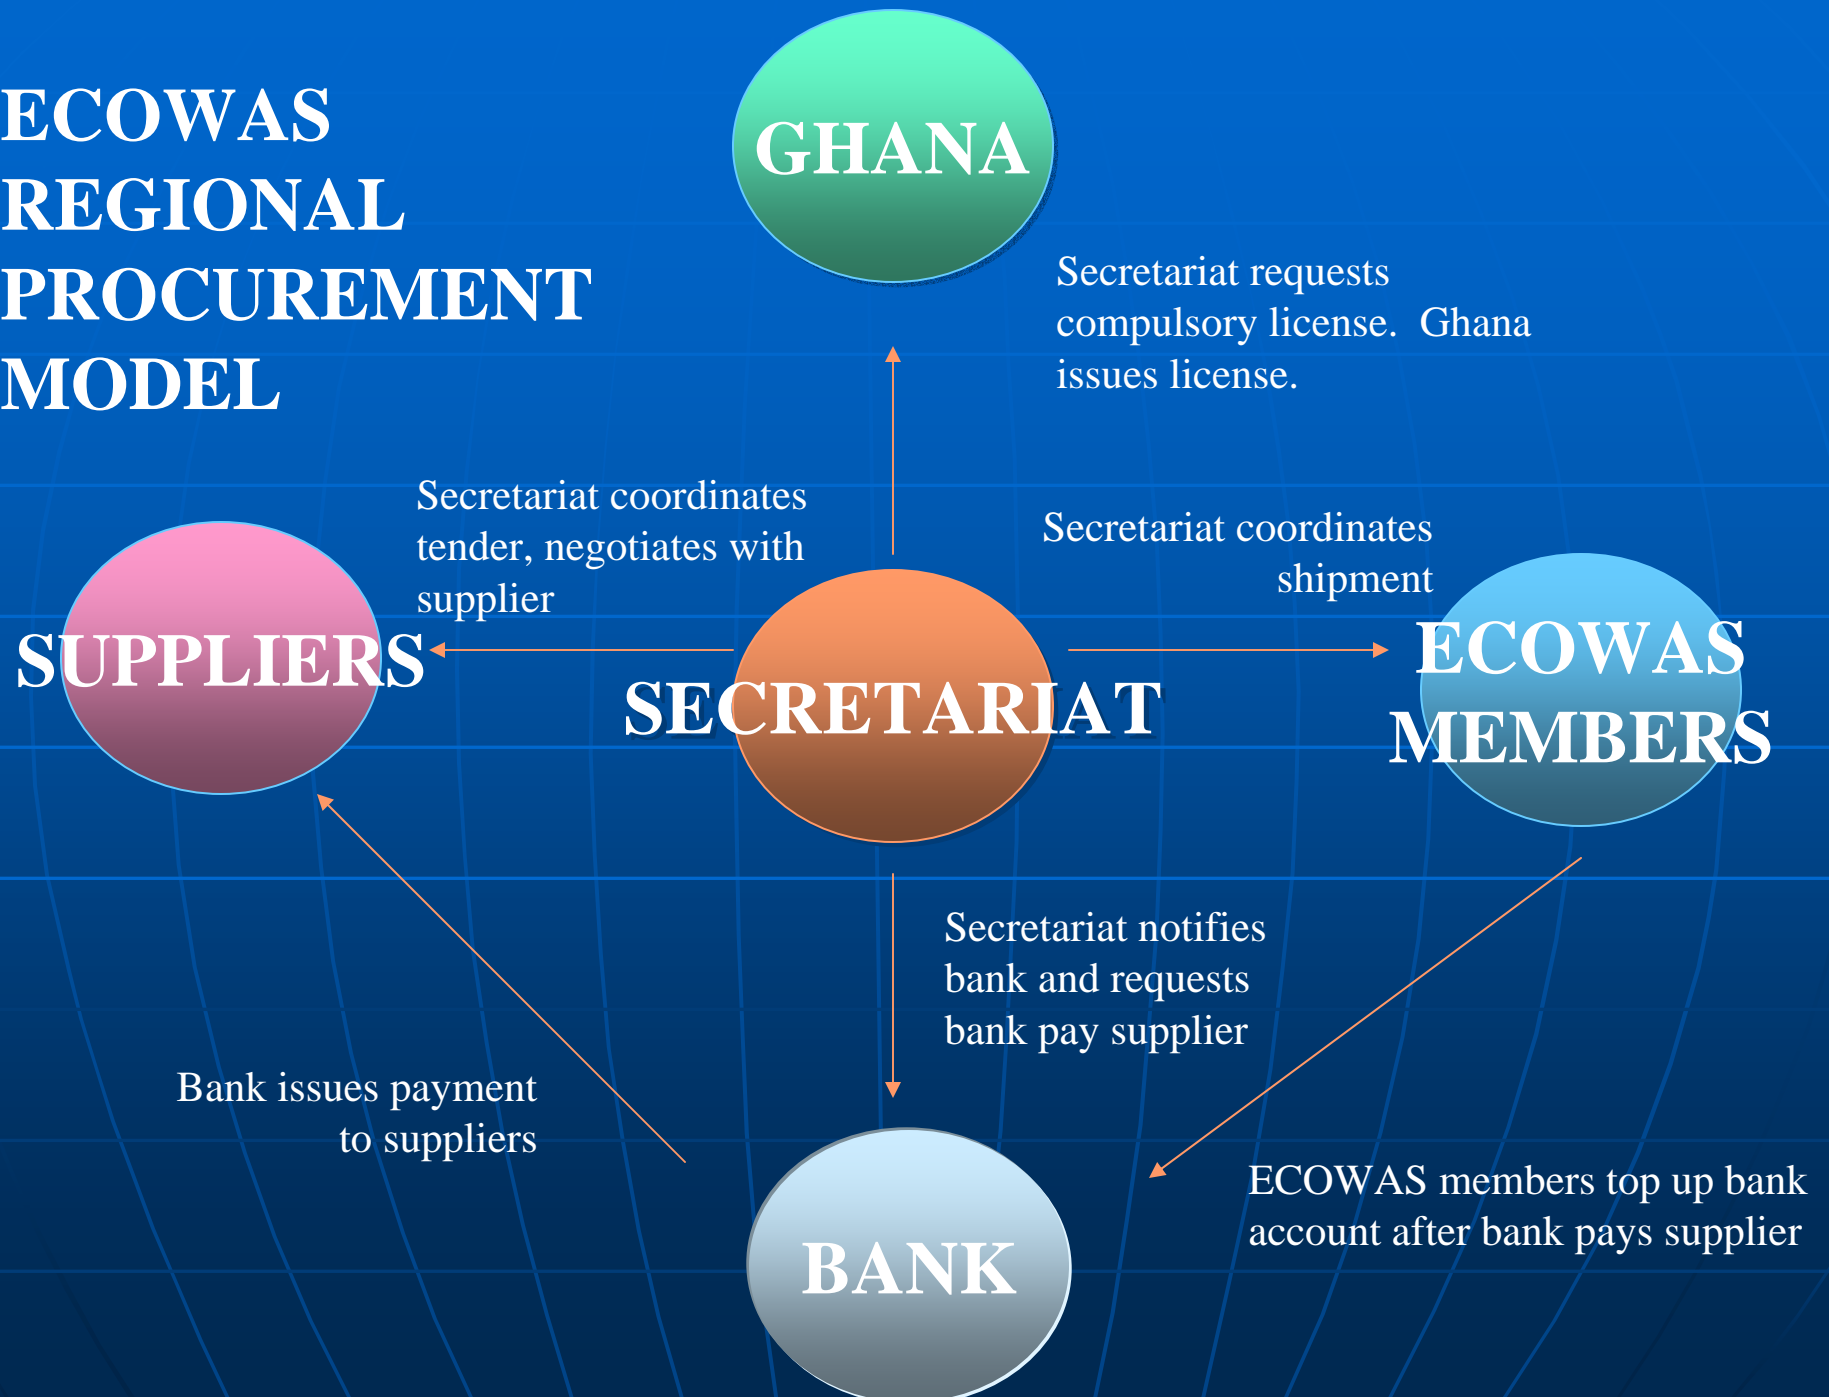 ECOWAS
REGIONAL
PROCUREMENT
MODEL
GHANA
Secretariat requests
compulsory license.  Ghana
issues license.
Secretariat coordinates
tender, negotiates with
supplier
Secretariat coordinates
shipment
SUPPLIERS
SECRETARIAT
ECOWAS
MEMBERS
Secretariat notifies
bank and requests
bank pay supplier
Bank issues payment
to suppliers
ECOWAS members top up bank
account after bank pays supplier
BANK